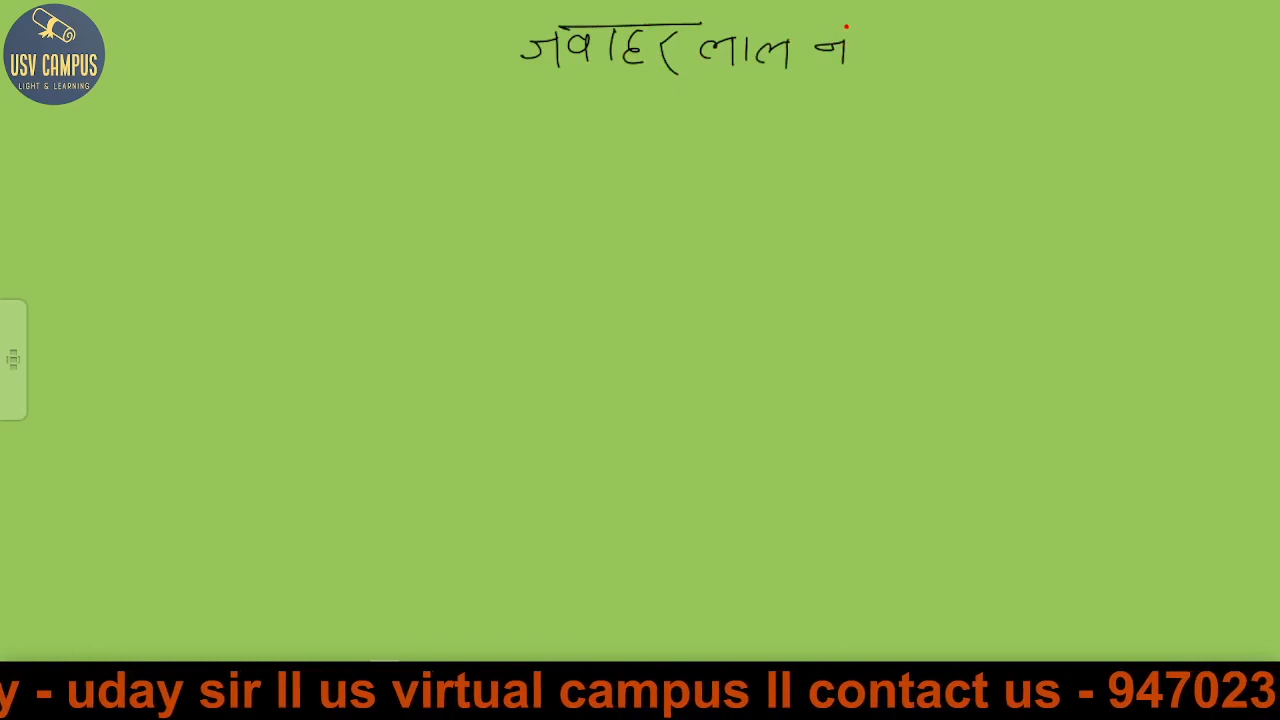 USV CAMPUS
LIGHT & LEARNING
जवाहर लाल न
y - uday sir ll us virtual campus ll contact us - 947023